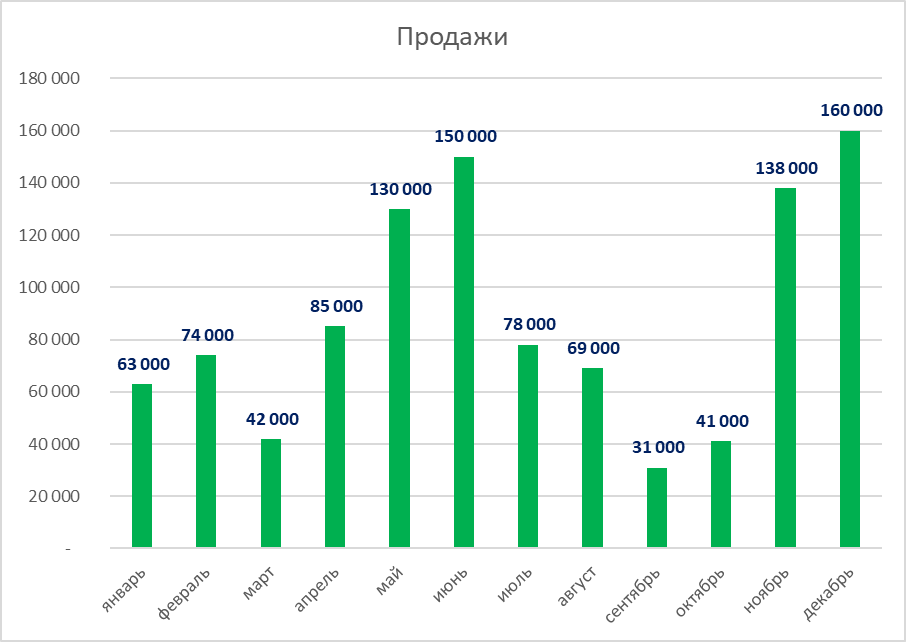 Продажи
180 000
160 000
140 000
120 000
100 000
80 000
60 000
40 000
20 000
-
63 000
74 000
42 000
85 000
130 000
150 000
78 000
69 000
31 000
41 000
138 000
160 000
январь
февраль
март
апрель
май
июнь
июль
август
сентябрь
октябрь
ноябрь
декабрь